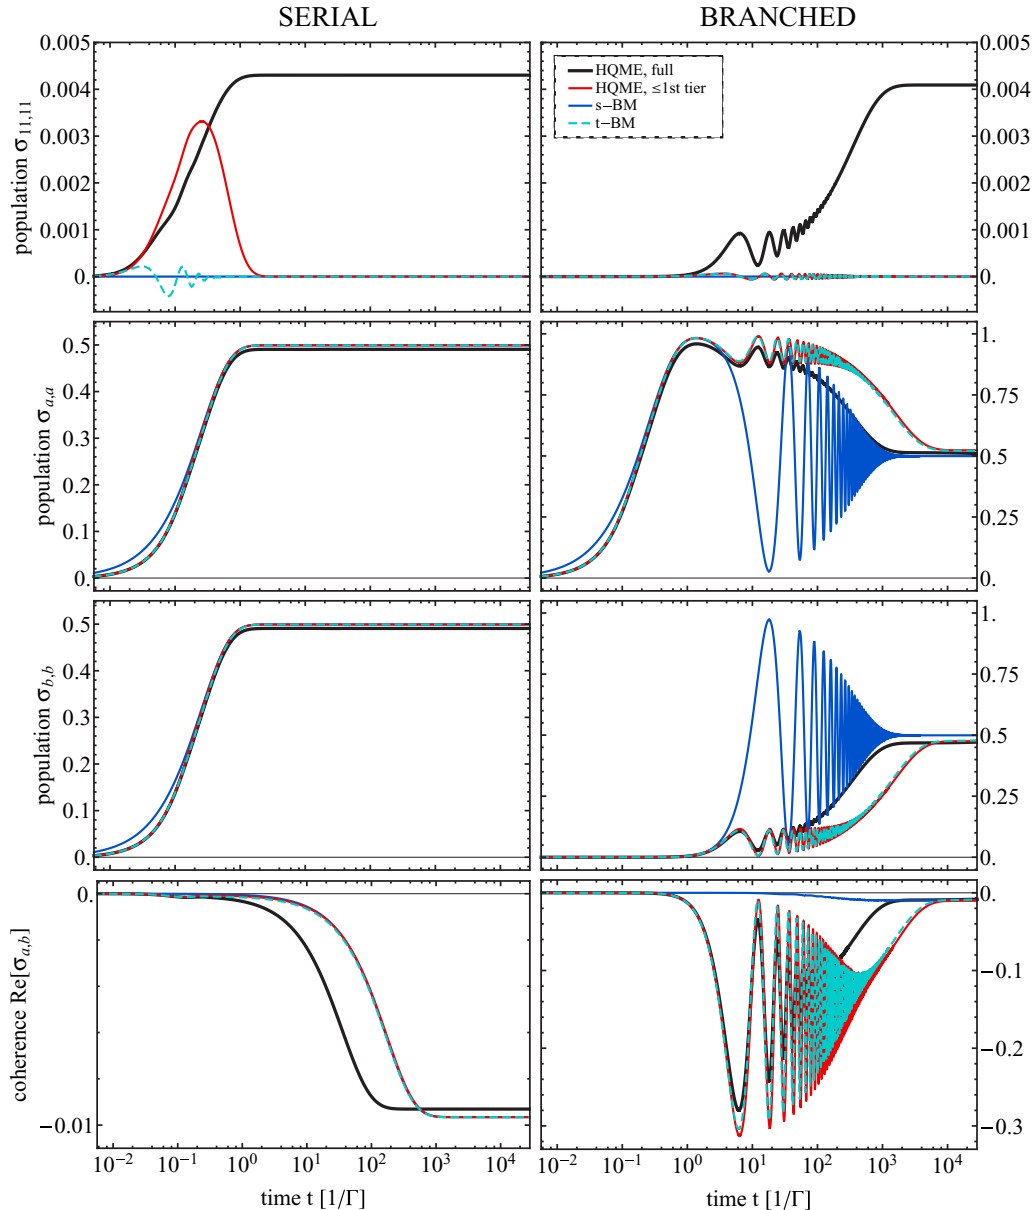 SERIAL
BRANCHED
population σ11,11
0.005
0.004
0.003
0.002
0.001
0.
HQME, full
HQME, ≤1st tier
s−BM
t−BM
0.005
0.004
0.003
0.002
0.001
0.
population σa,a
0.5
0.4
0.3
0.2
0.1
0.
1.
0.75
0.5
0.25
0.
population σb,b
0.5
0.4
0.3
0.2
0.1
0.
1.
0.75
0.5
0.25
0.
coherence Re[σa,b]
0.
−0.01
0.
−0.1
−0.2
−0.3
10−2 10−1 100 101 102 103 104
10−2 10−1 100 101 102 103 104
time t [1/Γ]
time t [1/Γ]